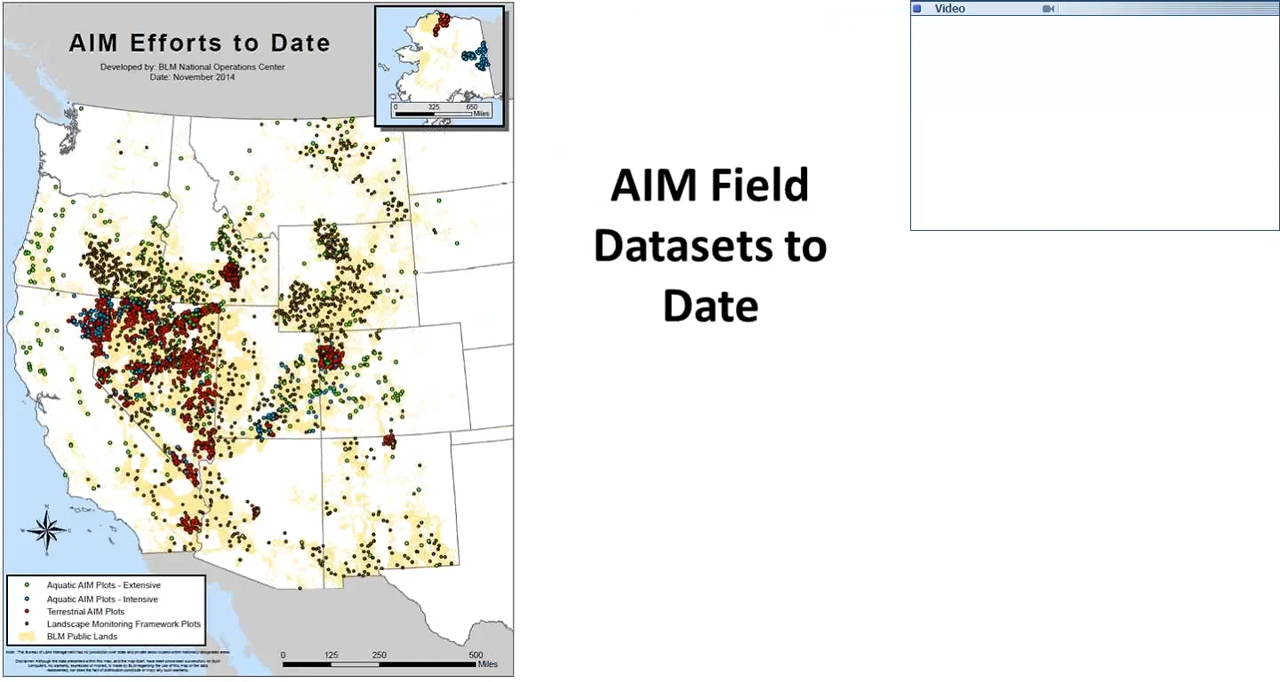 AIM Efforts to Date
Developed by: BLM National Operations Center
Date: November 2014
0 325 650
Miles
AIM Field
Datasets to
Date
Video
N
Aquatic AIM Plots - Extensive
Aquatic AIM Plots - Intensive
Terrestrial AIM Plots
Landscape Monitoring Framework Plots
BLM Public Lands
0 125 250 500
Miles